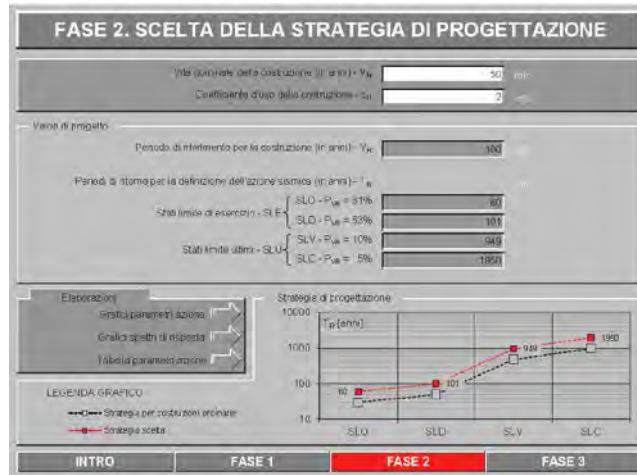 FASE 2. SCELTA DELLA STRATEGIA DI PROGETTAZIONE
Vita nominale della costruzione (in anni) - VN 50
Coefficiente d'uso della costruzione - cU 2
Valori di progetto
Periodo di riferimento per la costruzione (in anni) - VR 100
Periodi di ritorno per la definizione dell'azione sismica (in anni) - TR
Stati limite di esercizio - SLE
SLO - PVR = 81% 60
SLD - PVR = 63% 101
Stati limite ultimi - SLU
SLV - PVR = 10% 949
SLC - PVR = 5% 1950
Elaborazioni
Grafici parametri azione
Grafici spettri di risposta
Tabella parametri azione
Strategia di progettazione
TR [anni]
10000
1000
100
10
60
101
949
1950
SLO SLD SLV SLC
LEGENDA GRAFICO
Strategia per costruzioni ordinarie
Strategia scelta
INTRO FASE 1 FASE 2 FASE 3